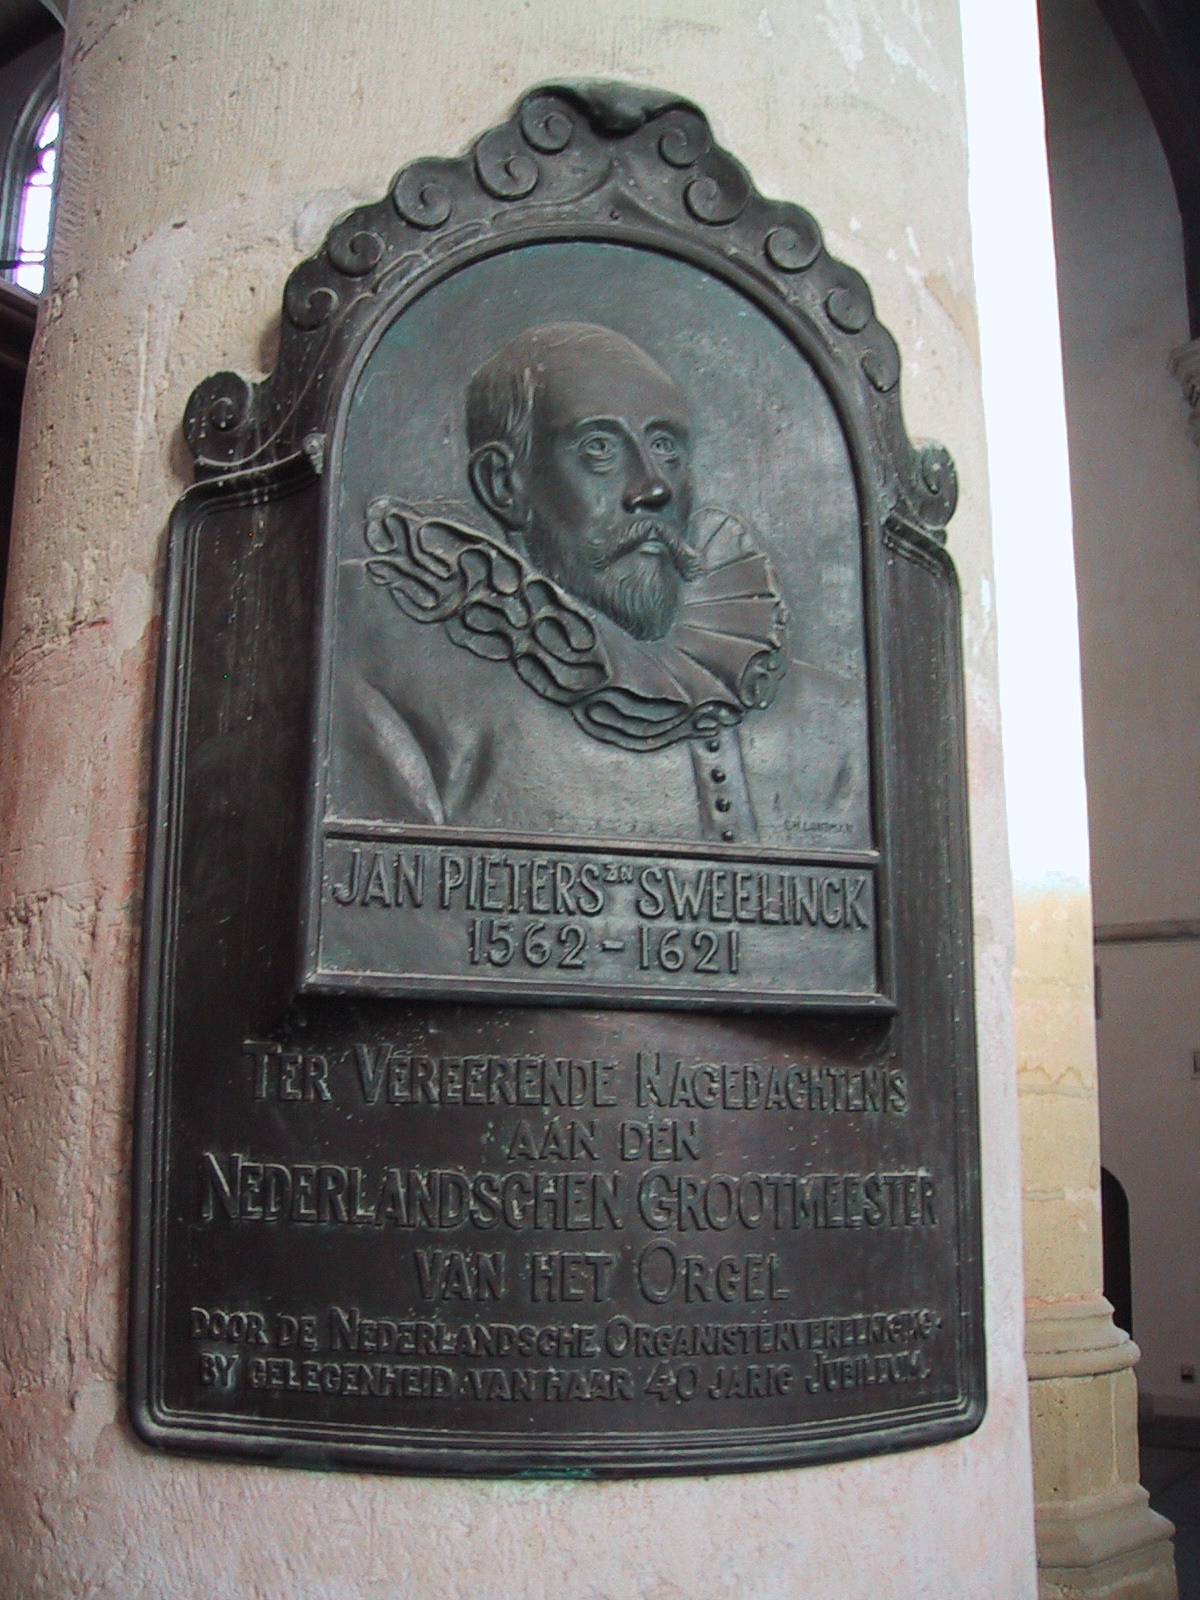 JAN PIETERSZN SWEELINCK
1562-1621
TER VEREERENDE NAGEDACHTENIS
AAN DEN
NEDERLANDSCHEN GROOTMEESTER
VAN HET ORGEL
DOOR DE NEDERLANDSCHE ORGANISTENVEREENIGING.
BY GELEGENHEID VAN HAAR 40 JARIG JUBILEUM.